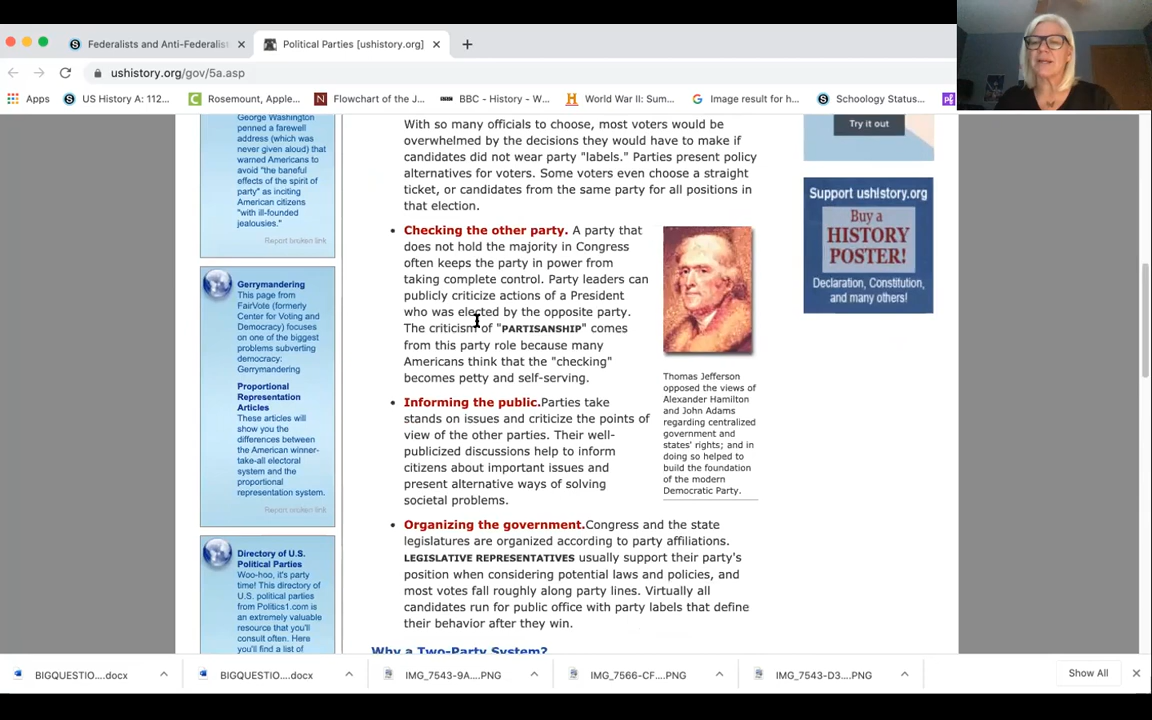 Federalists and Anti-Federalist
Political Parties [ushistory.org]
ushistory.org/gov/5a.asp
Apps
US History A: 112...
Rosemount, Apple...
Flowchart of the J...
BBC - History - W...
World War II: Sum...
Image result for h...
Schoology Status...
George Washington
penned a farewell
address (which was
never given aloud) that
warned Americans to
avoid "the baneful
effects of the spirit of
party" as inciting
American citizens
"with ill-founded
jealousies."
Report broken link
Gerrymandering
This page from
FairVote (formerly
Center for Voting and
Democracy) focuses
on one of the biggest
problems subverting
democracy:
Gerrymandering
Proportional
Representation
Articles
These articles will
show you the
differences between
the American winner-
take-all electoral
system and the
proportional
representation system.
Report broken link
Directory of U.S.
Political Parties
Woo-hoo, it's party
time! This directory of
U.S. political parties
from Politics1.com is
an extremely valuable
resource that you'll
consult often. Here
you'll find a list of
With so many officials to choose, most voters would be
overwhelmed by the decisions they would have to make if
candidates did not wear party "labels." Parties present policy
alternatives for voters. Some voters even choose a straight
ticket, or candidates from the same party for all positions in
that election.
• Checking the other party. A party that
does not hold the majority in Congress
often keeps the party in power from
taking complete control. Party leaders can
publicly criticize actions of a President
who was elected by the opposite party.
The criticism of "PARTISANSHIP" comes
from this party role because many
Americans think that the "checking"
becomes petty and self-serving.
Thomas Jefferson
opposed the views of
Alexander Hamilton
and John Adams
regarding centralized
government and
states' rights; and in
doing so helped to
build the foundation
of the modern
Democratic Party.
• Informing the public.Parties take
stands on issues and criticize the points of
view of the other parties. Their well-
publicized discussions help to inform
citizens about important issues and
present alternative ways of solving
societal problems.
• Organizing the government.Congress and the state
legislatures are organized according to party affiliations.
LEGISLATIVE REPRESENTATIVES usually support their party's
position when considering potential laws and policies, and
most votes fall roughly along party lines. Virtually all
candidates run for public office with party labels that define
their behavior after they win.
Why a Two-Party System?
Try it out
Support ushistory.org
Buy a
HISTORY
POSTER!
Declaration, Constitution,
and many others!
BIGQUESTIO....docx
BIGQUESTIO....docx
IMG_7543-9A....PNG
IMG_7566-CF....PNG
IMG_7543-D3....PNG
Show All